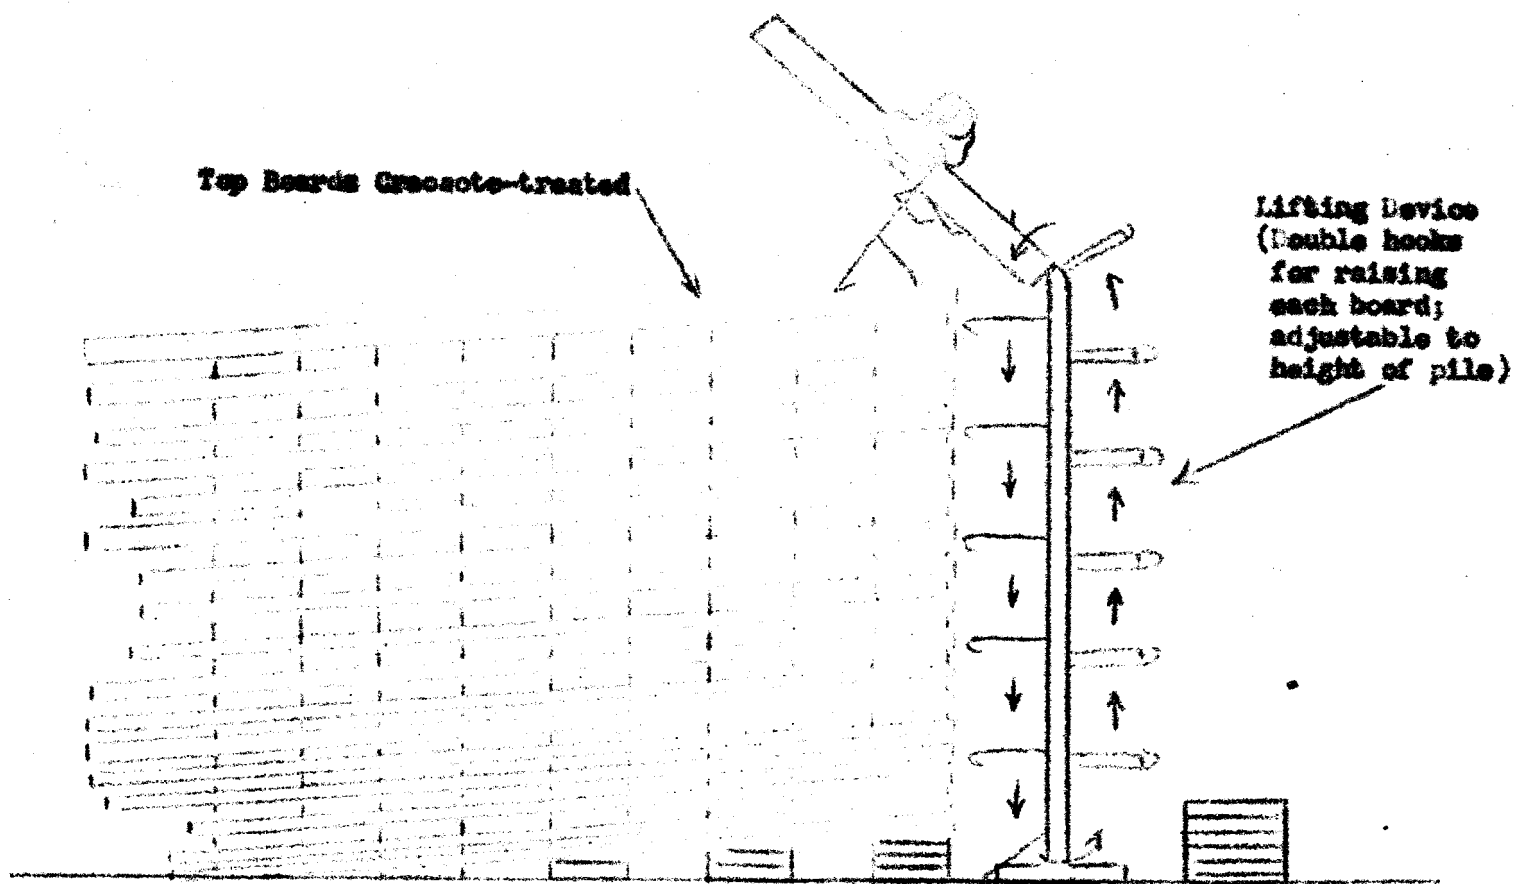 Top Boards Creosote-treated
Lifting Device
(Double hooks
for raising
each board;
adjustable to
height of pile)